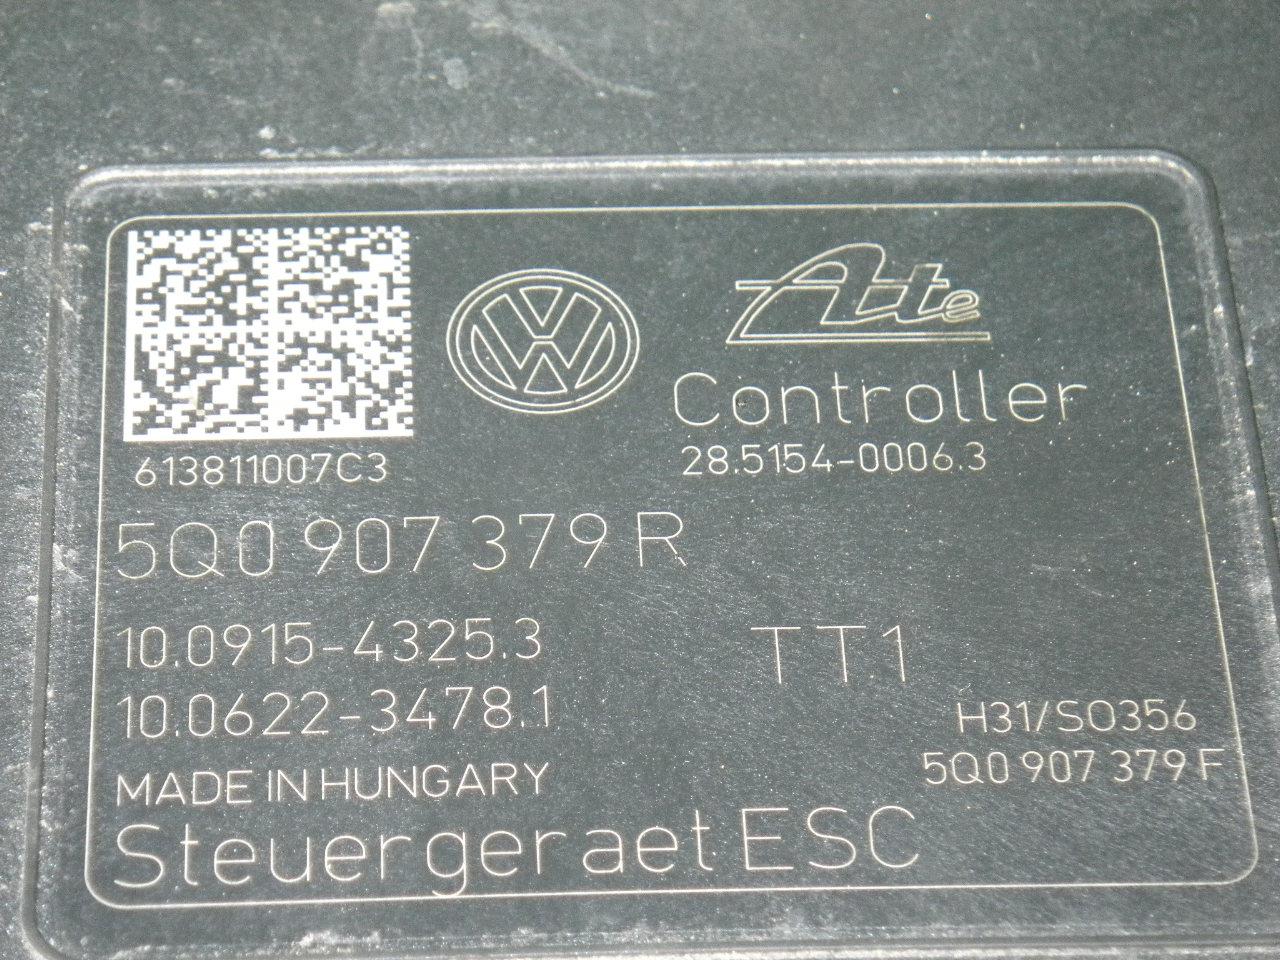 Ate
Controller
28.5154-0006.3
613811007C3
5Q0 907 379 R
10.0915-4325.3
10.0622-3478.1
TT1
H31/S0356
5Q0 907 379 F
MADE IN HUNGARY
Steuergeraet ESC